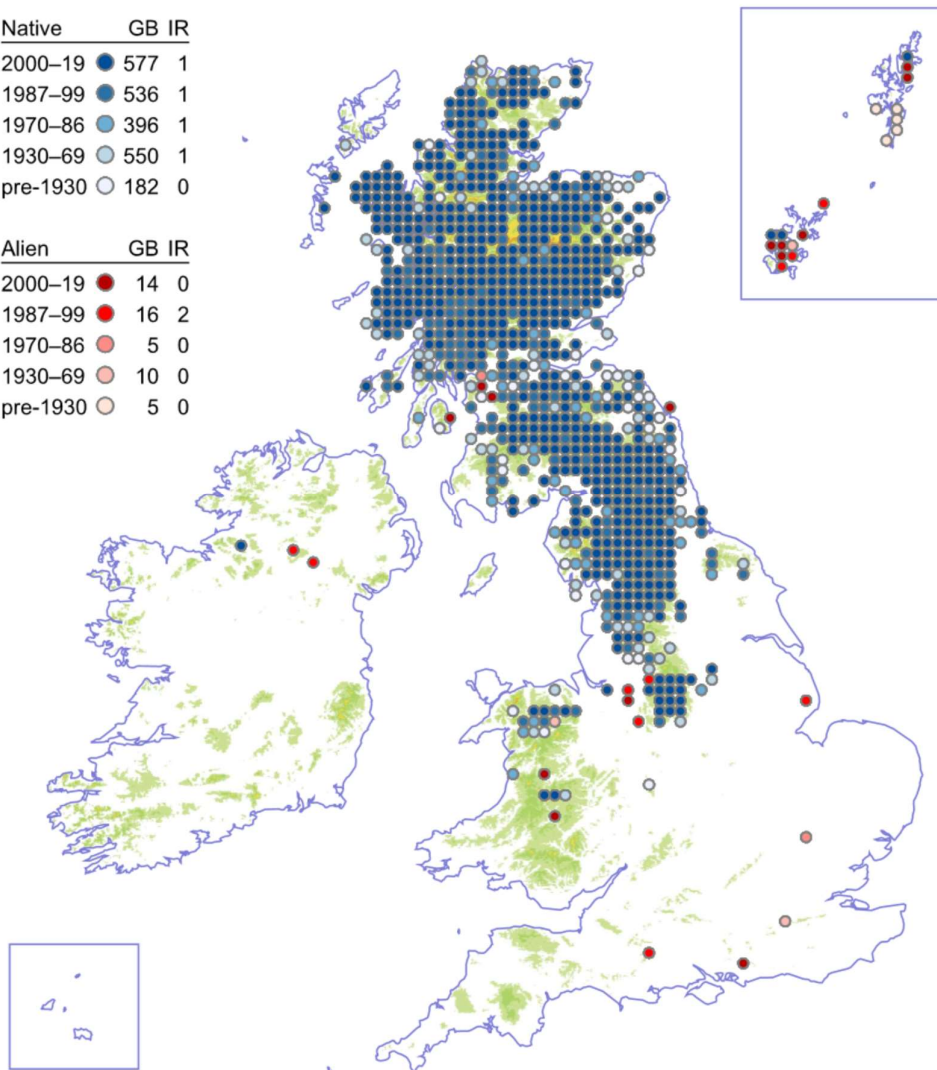 Native GB IR
2000–19 577 1
1987–99 536 1
1970–86 396 1
1930–69 550 1
pre-1930 182 0
Alien GB IR
2000–19 14 0
1987–99 16 2
1970–86 5 0
1930–69 10 0
pre-1930 5 0